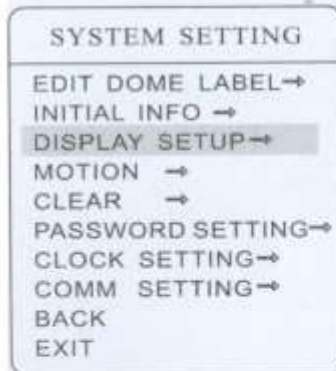 SYSTEM SETTING
EDIT DOME LABEL→
INITIAL INFO →
DISPLAY SETUP→
MOTION →
CLEAR →
PASSWORD SETTING→
CLOCK SETTING→
COMM SETTING→
BACK
EXIT